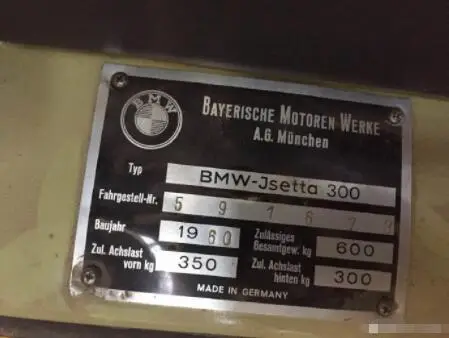 BMW
BAYERISCHE MOTOREN WERKE
A.G. München
Typ BMW-Jsetta 300
Fahrgestell-Nr.
Baujahr 1960
Zulässiges Gesamtgew. kg 600
Zul. Achslast vorn kg 350
Zul. Achslast hinten kg 300
MADE IN GERMANY